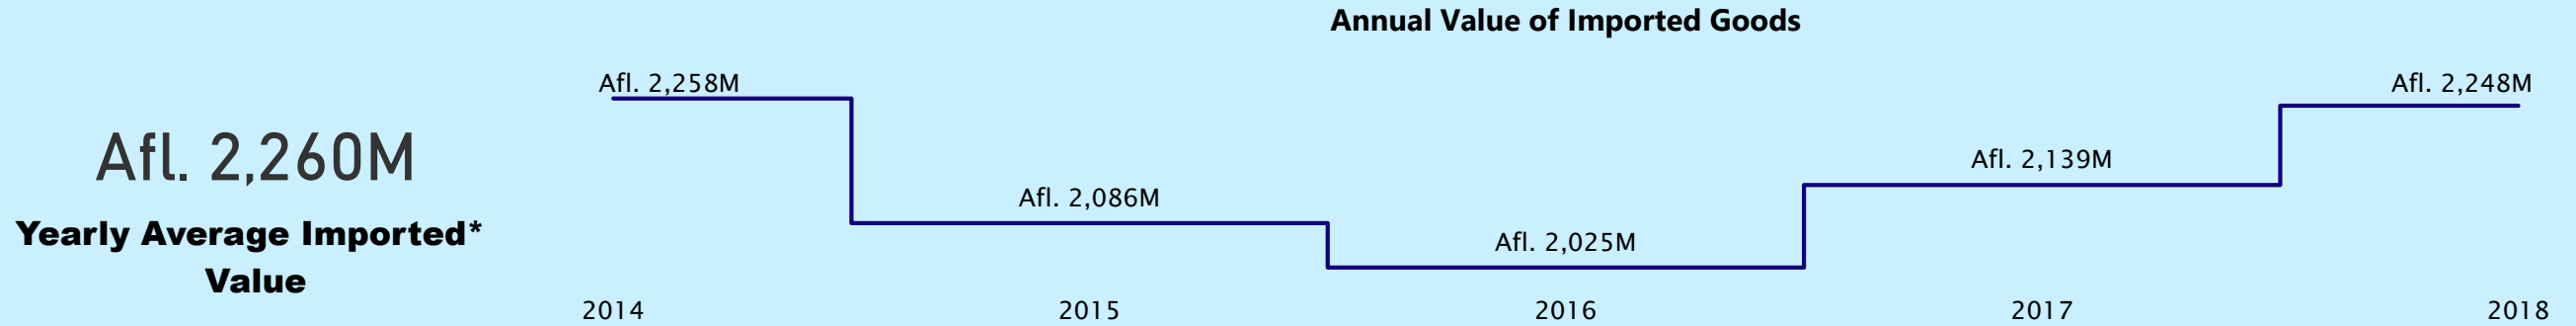 Annual Value of Imported Goods
Afl. 2,260M
Yearly Average Imported*
Value
Afl. 2,258M
Afl. 2,086M
Afl. 2,025M
Afl. 2,139M
Afl. 2,248M
2014
2015
2016
2017
2018